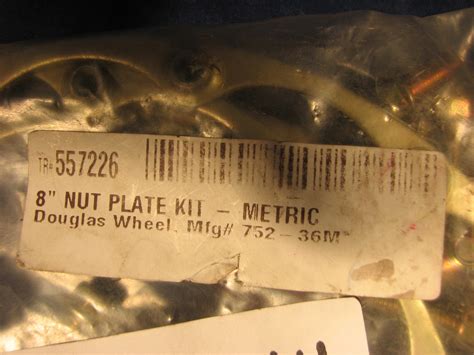 TR# 557226
8" NUT PLATE KIT - METRIC
Douglas Wheel, Mfg# 752-36M